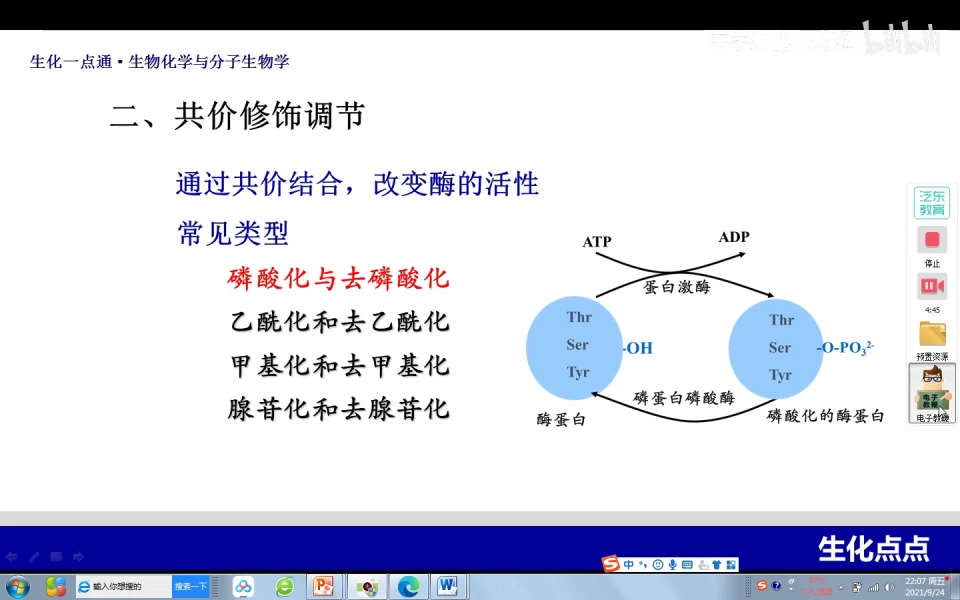 bilibili
生化一点通·生物化学与分子生物学
二、共价修饰调节
通过共价结合，改变酶的活性
常见类型
磷酸化与去磷酸化
乙酰化和去乙酰化
甲基化和去甲基化
腺苷化和去腺苷化
ATP
ADP
蛋白激酶
Thr
Ser
Tyr
-OH
Thr
Ser
Tyr
-O-PO₃²⁻
磷蛋白磷酸酶
酶蛋白
磷酸化的酶蛋白
泛东
教育
停止
4:45
预置资源
电子
教鞭
电子教鞭
生化点点
中
输入你想搜的
搜索一下
22:07 周五
2021/9/24